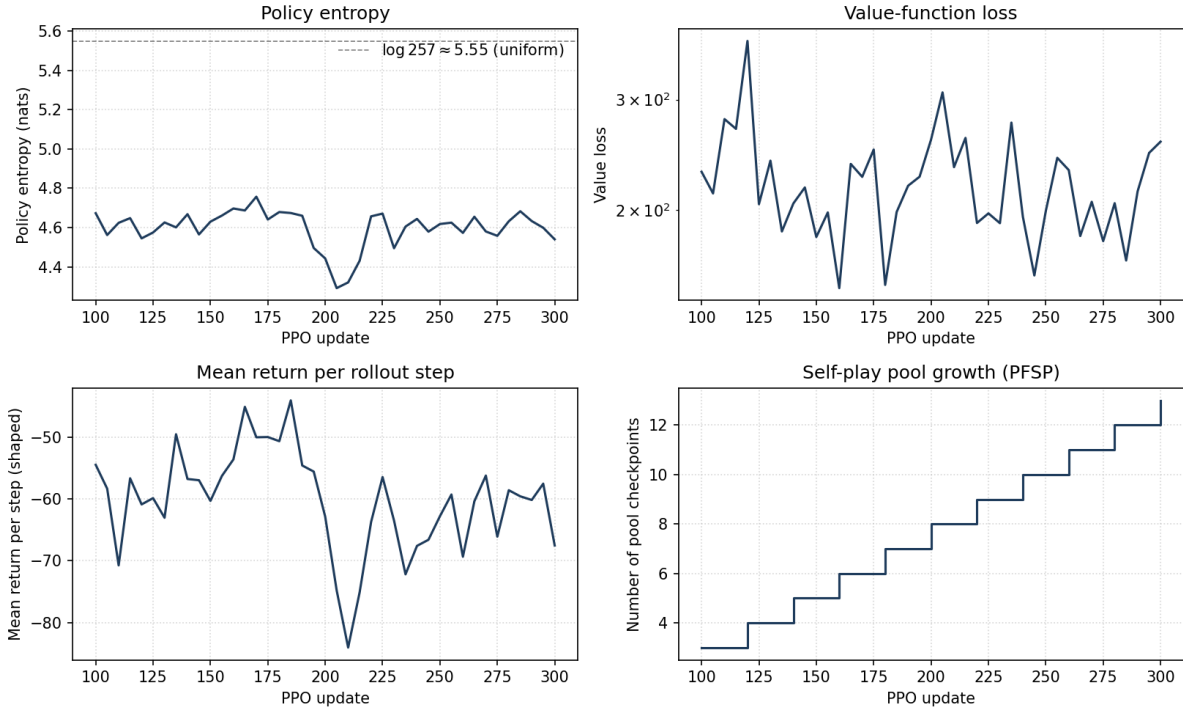 Policy entropy
Policy entropy (nats)
5.6
5.4
5.2
5.0
4.8
4.6
4.4
log 257 ≈ 5.55 (uniform)
100 125 150 175 200 225 250 275 300
PPO update
Value-function loss
Value loss
3 × 10²
2 × 10²
100 125 150 175 200 225 250 275 300
PPO update
Mean return per rollout step
Mean return per step (shaped)
−50
−60
−70
−80
100 125 150 175 200 225 250 275 300
PPO update
Self-play pool growth (PFSP)
Number of pool checkpoints
12
10
8
6
4
100 125 150 175 200 225 250 275 300
PPO update